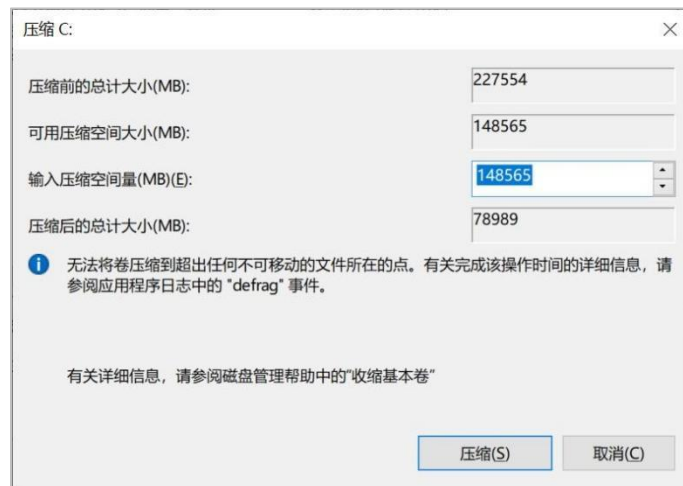 压缩 C:
压缩前的总计大小(MB):
227554
可用压缩空间大小(MB):
148565
输入压缩空间量(MB)(E):
148565
压缩后的总计大小(MB):
78989
无法将卷压缩到超出任何不可移动的文件所在的点。有关完成该操作时间的详细信息，请
参阅应用程序日志中的 "defrag" 事件。
有关详细信息，请参阅磁盘管理帮助中的“收缩基本卷”
压缩(S)
取消(C)